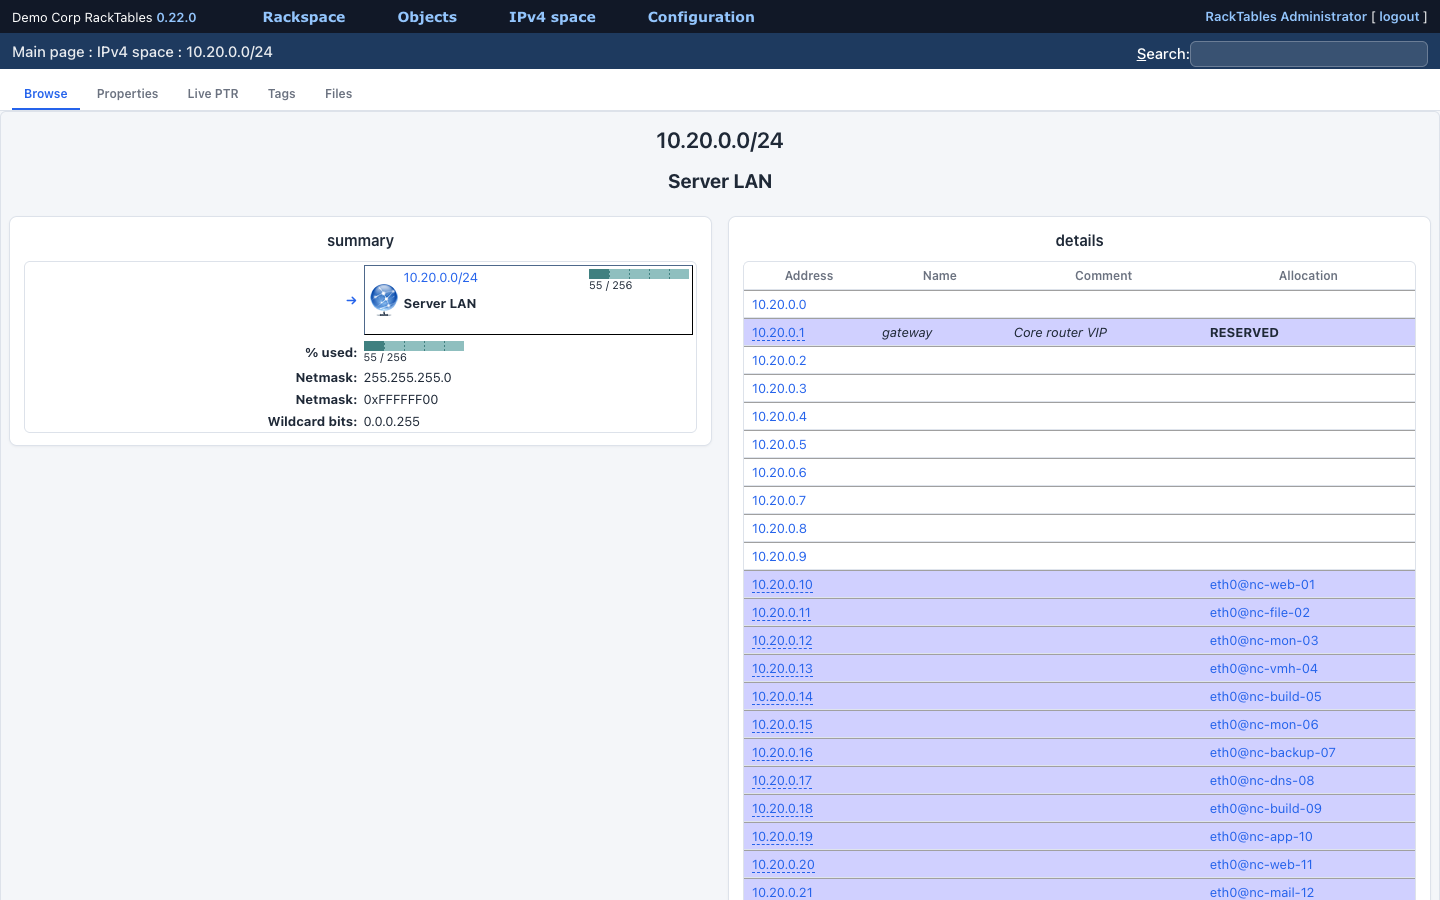 Demo Corp RackTables 0.22.0 Rackspace Objects IPv4 space Configuration RackTables Administrator [ logout ]
Main page : IPv4 space : 10.20.0.0/24 Search:
Browse Properties Live PTR Tags Files
10.20.0.0/24
Server LAN
summary
10.20.0.0/24
55 / 256
➔ Server LAN
% used: 55 / 256
Netmask: 255.255.255.0
Netmask: 0xFFFFFF00
Wildcard bits: 0.0.0.255
details
Address Name Comment Allocation
10.20.0.0
10.20.0.1 gateway Core router VIP RESERVED
10.20.0.2
10.20.0.3
10.20.0.4
10.20.0.5
10.20.0.6
10.20.0.7
10.20.0.8
10.20.0.9
10.20.0.10 eth0@nc-web-01
10.20.0.11 eth0@nc-file-02
10.20.0.12 eth0@nc-mon-03
10.20.0.13 eth0@nc-vmh-04
10.20.0.14 eth0@nc-build-05
10.20.0.15 eth0@nc-mon-06
10.20.0.16 eth0@nc-backup-07
10.20.0.17 eth0@nc-dns-08
10.20.0.18 eth0@nc-build-09
10.20.0.19 eth0@nc-app-10
10.20.0.20 eth0@nc-web-11
10.20.0.21 eth0@nc-mail-12